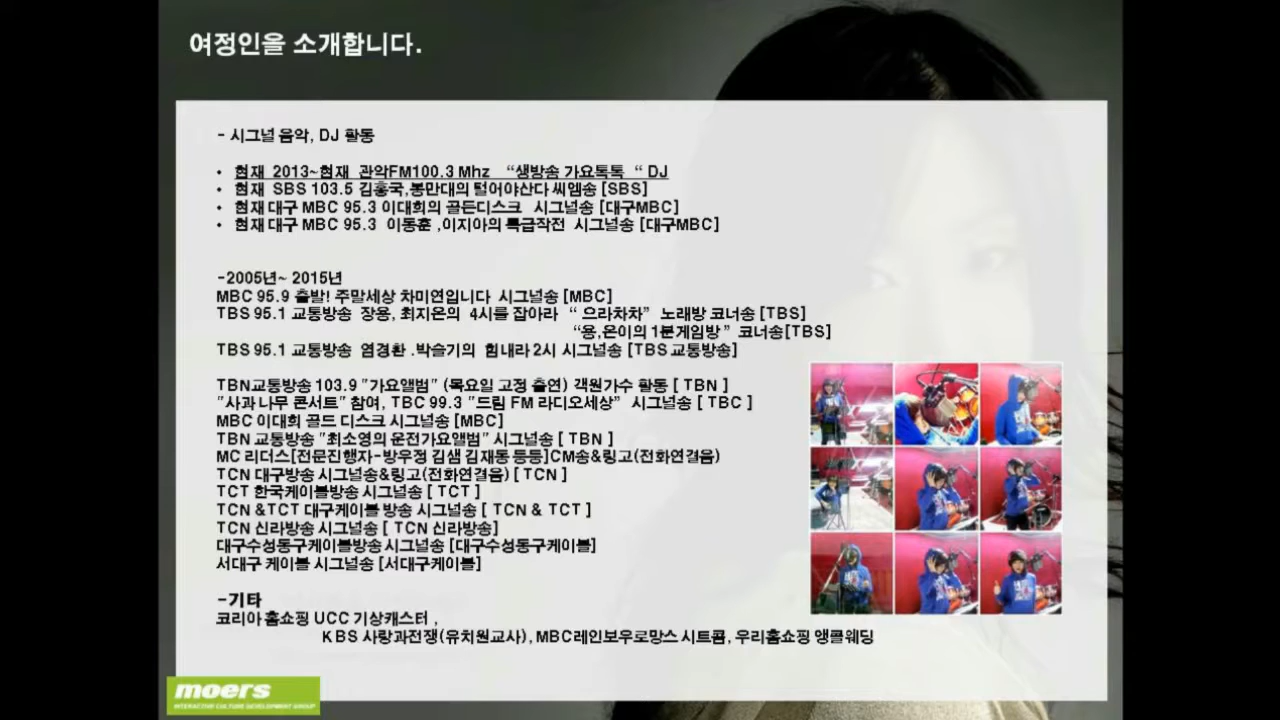 여정인을 소개합니다.
- 시그널 음악, DJ 활동
• 현재 2013~현재 관악FM100.3 Mhz “생방송 가요톡톡 “ DJ
• 현재 SBS 103.5 김흥국,봉만대의 털어야산다 씨엠송 [SBS]
• 현재 대구 MBC 95.3 이대희의 골든디스크 시그널송 [대구MBC]
• 현재 대구 MBC 95.3 이동훈 ,이지아의 특급작전 시그널송 [대구MBC]
-2005년~ 2015년
MBC 95.9 출발! 주말세상 차미연입니다 시그널송 [MBC]
TBS 95.1 교통방송 장용, 최지온의 4시를 잡아라 “ 으라차차” 노래방 코너송 [TBS]
“용,온이의 1분게임방 ” 코너송[TBS]
TBS 95.1 교통방송 염경환 .박슬기의 힘내라 2시 시그널송 [TBS 교통방송]
TBN교통방송 103.9 "가요앨범" (목요일 고정 출연) 객원가수 활동 [ TBN ]
"사과 나무 콘서트" 참여, TBC 99.3 "드림 FM 라디오세상” 시그널송 [ TBC ]
MBC 이대희 골드 디스크 시그널송 [MBC]
TBN 교통방송 "최소영의 운전가요앨범" 시그널송 [ TBN ]
MC 리더스[전문진행자-방우정 김샘 김재동 등등]CM송&링고(전화연결음)
TCN 대구방송 시그널송&링고(전화연결음) [ TCN ]
TCT 한국케이블방송 시그널송 [ TCT ]
TCN &TCT 대구케이블 방송 시그널송 [ TCN & TCT ]
TCN 신라방송 시그널송 [ TCN 신라방송]
대구수성동구케이블방송 시그널송 [대구수성동구케이블]
서대구 케이블 시그널송 [서대구케이블]
-기타
코리아 홈쇼핑 UCC 기상캐스터 ,
KBS 사랑과전쟁(유치원교사), MBC레인보우로망스 시트콤, 우리홈쇼핑 앵콜웨딩
moers
INTERACTIVE CULTURE DEVELOPMENT GROUP